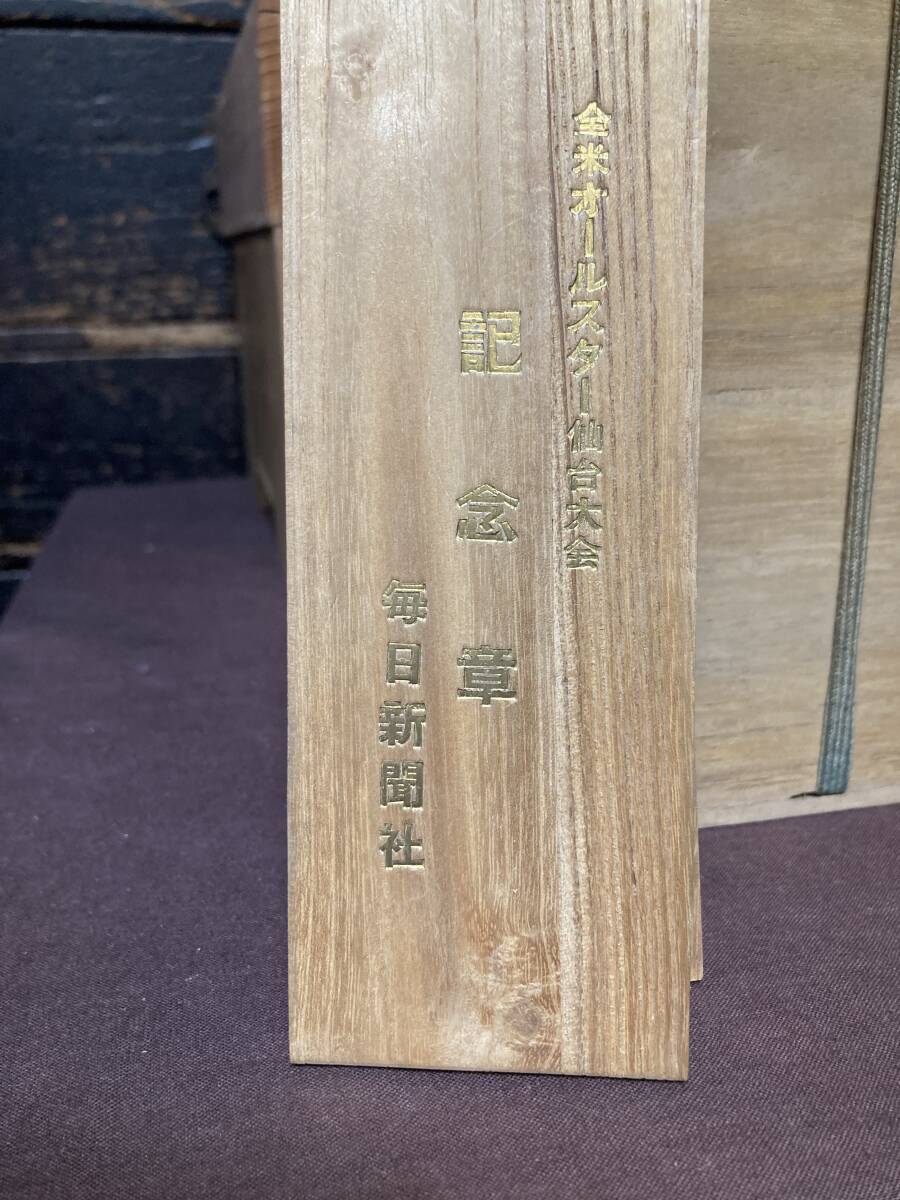 全米オールスター仙台大会
記念章
毎日新聞社